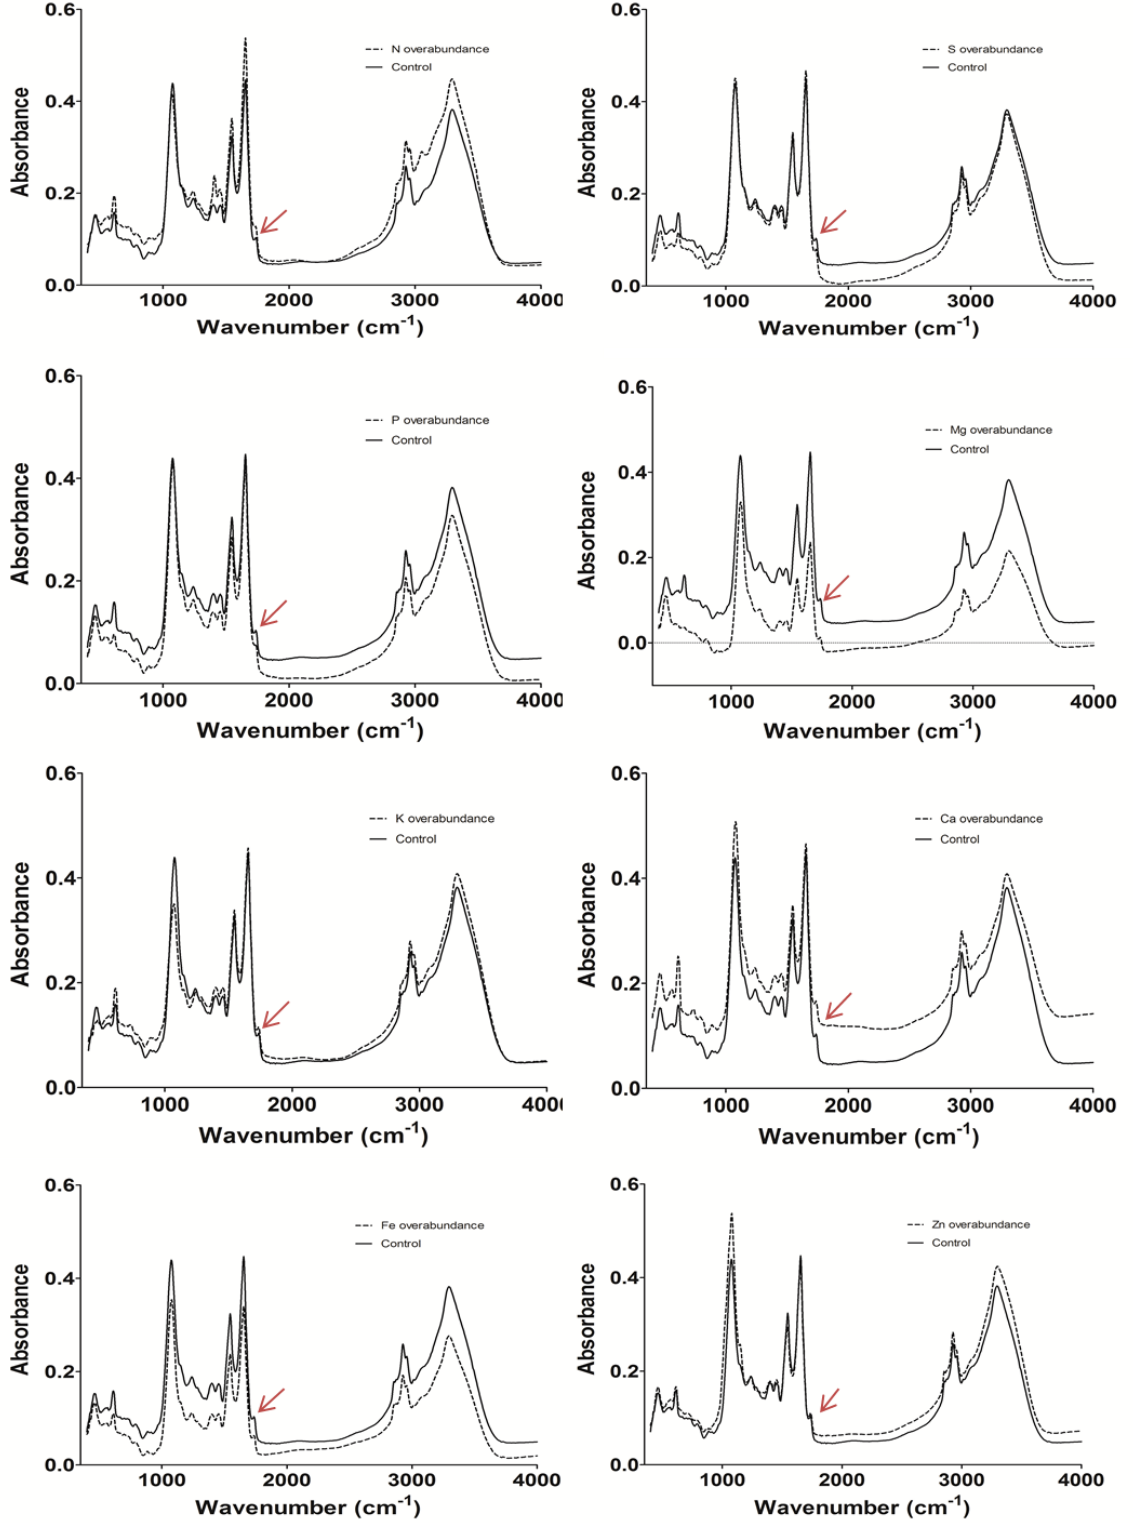 0.6
N overabundance
Control
0.4
Absorbance
0.2
0.0
1000 2000 3000 4000
Wavenumber (cm-1)
0.6
S overabundance
Control
0.4
Absorbance
0.2
0.0
1000 2000 3000 4000
Wavenumber (cm-1)
0.6
P overabundance
Control
0.4
Absorbance
0.2
0.0
1000 2000 3000 4000
Wavenumber (cm-1)
0.6
Mg overabundance
Control
0.4
Absorbance
0.2
0.0
1000 2000 3000 4000
Wavenumber (cm-1)
0.6
K overabundance
Control
0.4
Absorbance
0.2
0.0
1000 2000 3000 400
Wavenumber (cm-1)
0.6
Ca overabundance
Control
0.4
Absorbance
0.2
0.0
1000 2000 3000 4000
Wavenumber (cm-1)
0.6
Fe overabundance
Control
0.4
Absorbance
0.2
0.0
1000 2000 3000 4000
Wavenumber (cm-1)
0.6
Zn overabundance
Control
0.4
Absorbance
0.2
0.0
1000 2000 3000 4000
Wavenumber (cm-1)